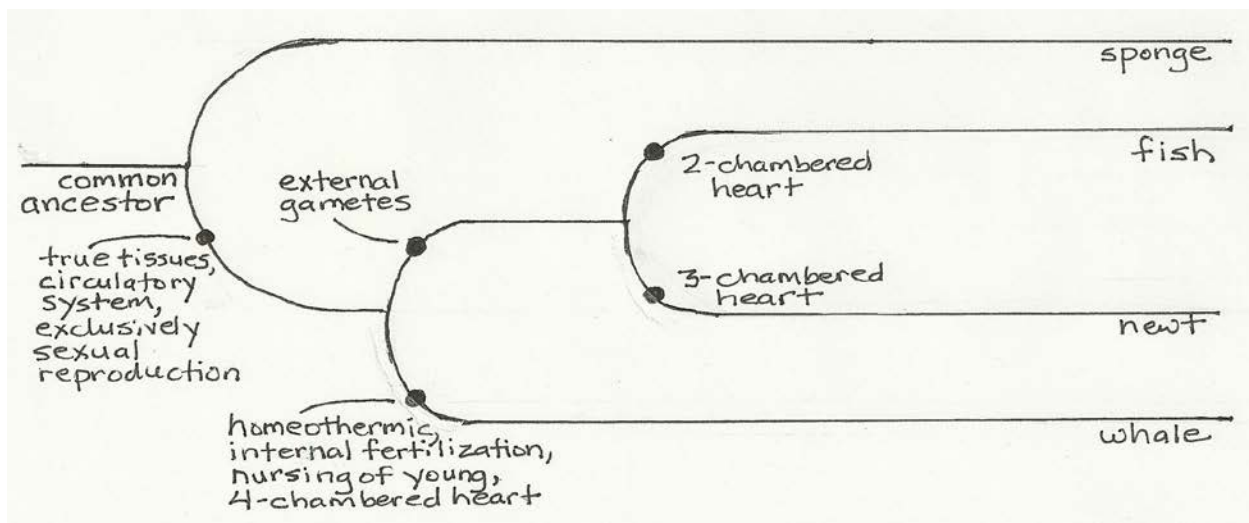 sponge
fish
2-chambered
heart
common
ancestor
external
gametes
true tissues,
circulatory
system,
exclusively
sexual
reproduction
3-chambered
heart
newt
homeothermic,
internal fertilization,
nursing of young,
4-chambered heart
whale